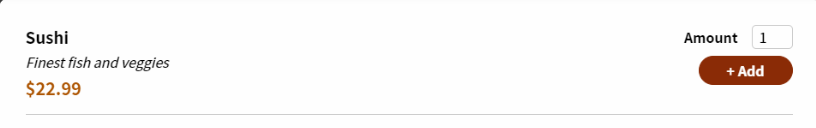 Sushi
Finest fish and veggies
$22.99
Amount 1
+ Add